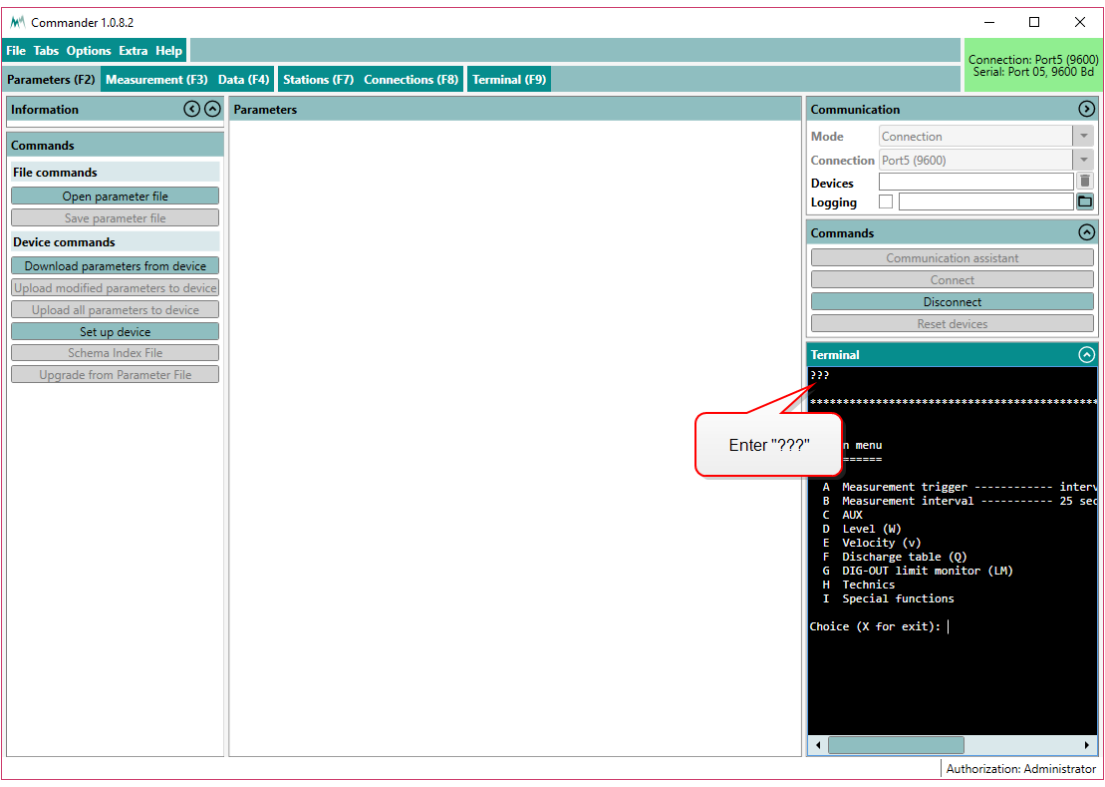 Commander 1.0.8.2
File Tabs Options Extra Help
Connection: Port5 (9600)
Serial: Port 05, 9600 Bd
Parameters (F2) Measurement (F3) Data (F4) Stations (F7) Connections (F8) Terminal (F9)
Information
Commands
File commands
Open parameter file
Save parameter file
Device commands
Download parameters from device
Upload modified parameters to device
Upload all parameters to device
Set up device
Schema Index File
Upgrade from Parameter File
Parameters
Communication
Mode Connection
Connection Port5 (9600)
Devices
Logging
Commands
Communication assistant
Connect
Disconnect
Reset devices
Terminal
???
********************************************
Enter "???"
n menu
======
A Measurement trigger ------------ interv
B Measurement interval ----------- 25 sec
C AUX
D Level (W)
E Velocity (v)
F Discharge table (Q)
G DIG-OUT limit monitor (LM)
H Technics
I Special functions
Choice (X for exit):
Authorization: Administrator